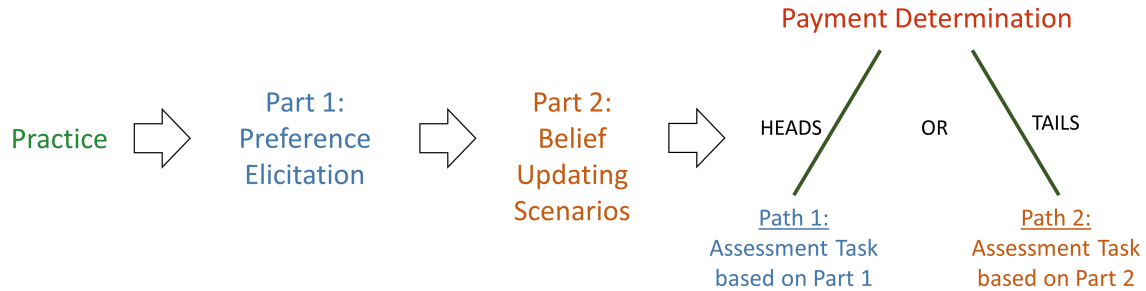 Practice
Part 1:
Preference
Elicitation
Part 2:
Belief
Updating
Scenarios
Payment Determination
HEADS
OR
TAILS
Path 1:
Assessment Task
based on Part 1
Path 2:
Assessment Task
based on Part 2